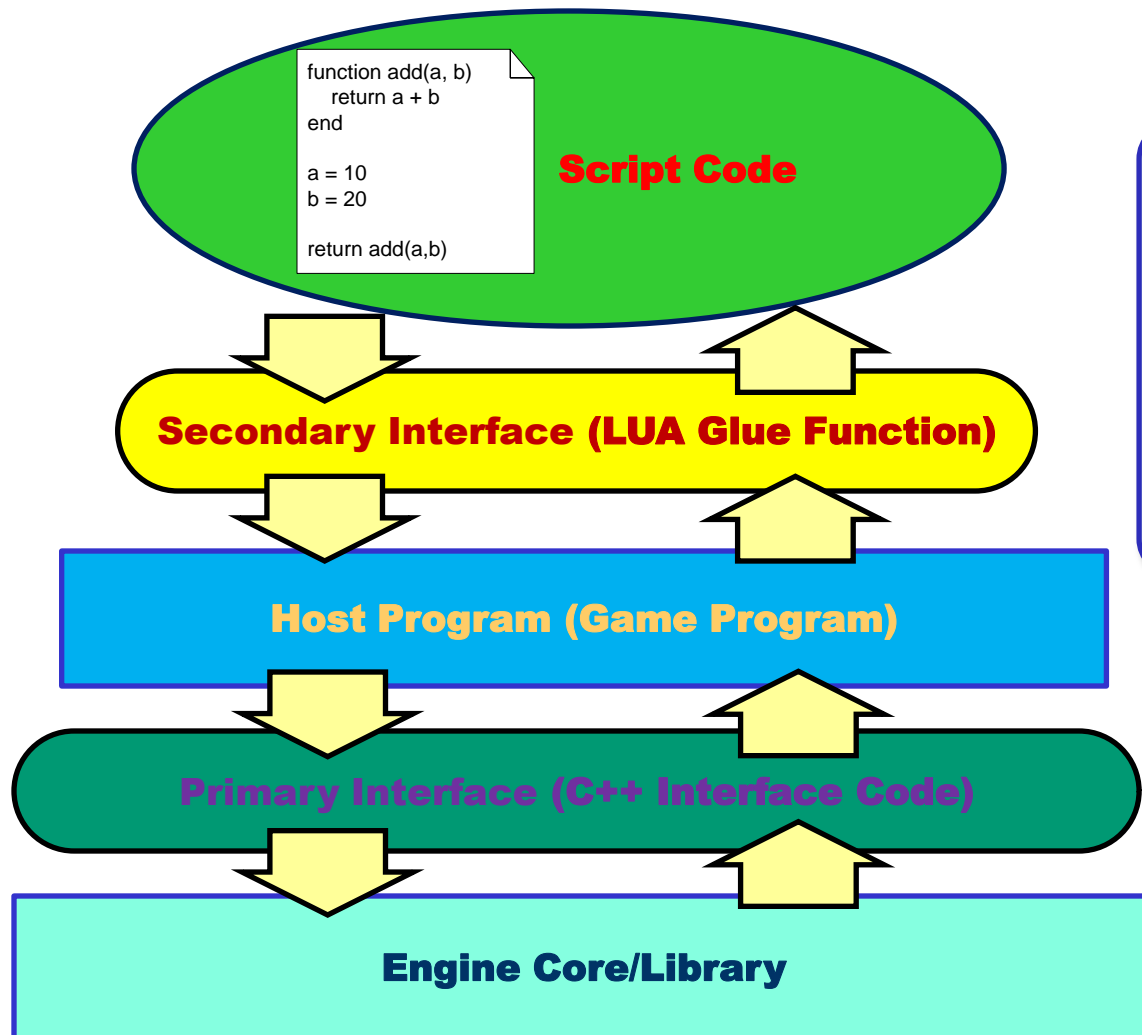 function add(a, b)
return a + b
end
a = 10
b = 20
return add(a,b)
Script Code
Secondary Interface (LUA Glue Function)
Host Program (Game Program)
Primary Interface (C++ Interface Code)
Engine Core/Library